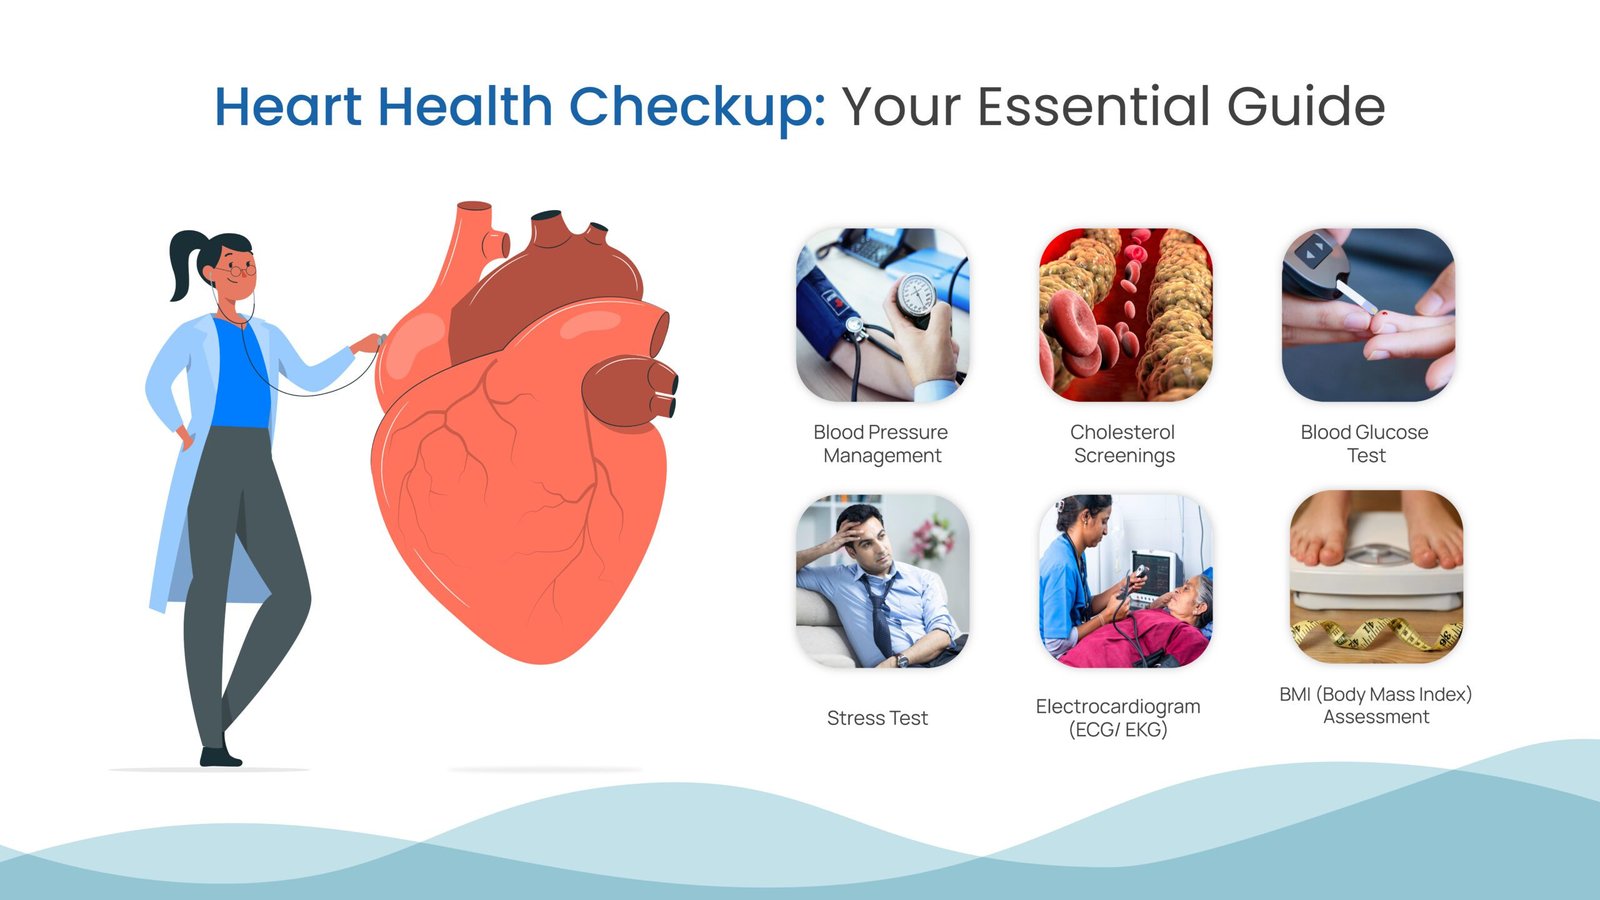 Heart Health Checkup: Your Essential Guide
Blood Pressure
Management
Cholesterol
Screenings
Blood Glucose
Test
Stress Test
Electrocardiogram
(ECG/ EKG)
BMI (Body Mass Index)
Assessment